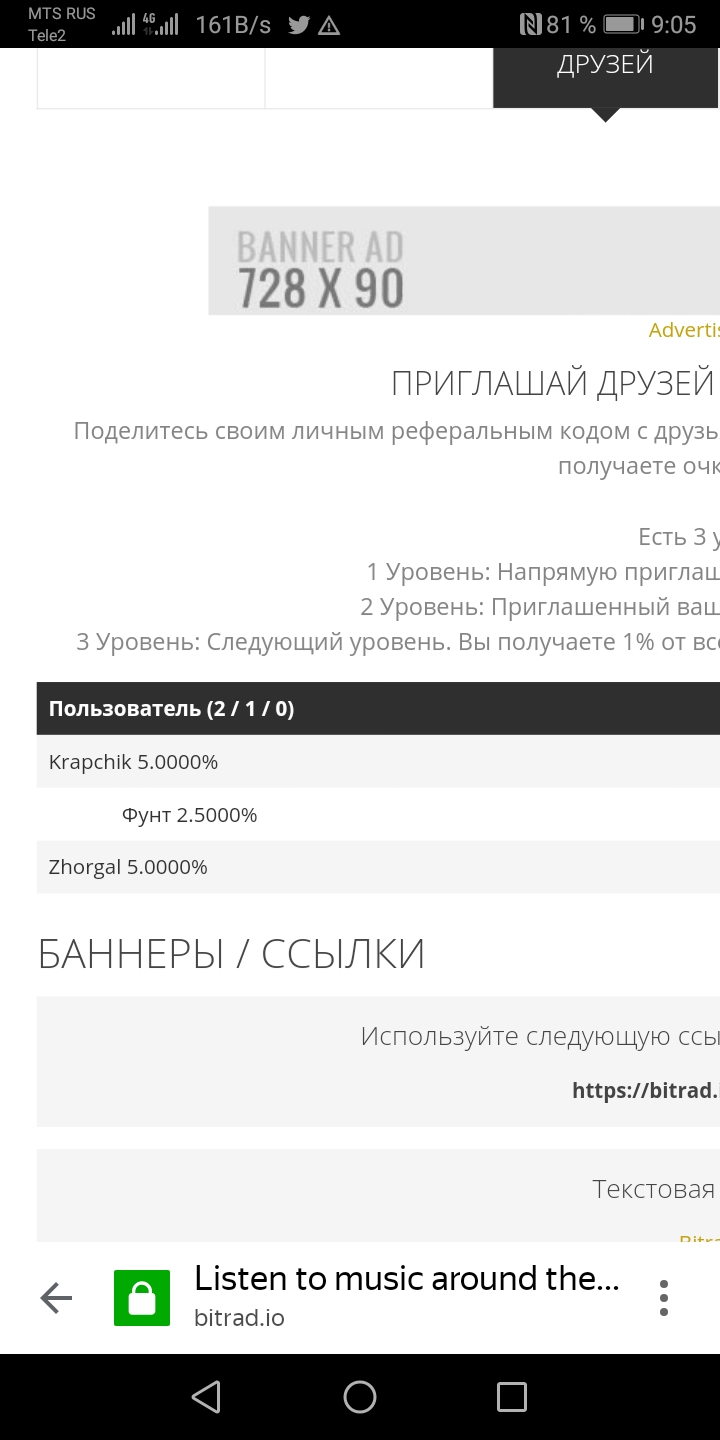 MTS RUS
Tele2
4G
161B/s
81 %
9:05
ДРУЗЕЙ
BANNER AD
728 X 90
Advertis
ПРИГЛАШАЙ ДРУЗЕЙ
Поделитесь своим личным реферальным кодом с друзь
получаете очк
Есть 3 у
1 Уровень: Напрямую приглаш
2 Уровень: Приглашенный ваш
3 Уровень: Следующий уровень. Вы получаете 1% от все
Пользователь (2 / 1 / 0)
Krapchik 5.0000%
Фунт 2.5000%
Zhorgal 5.0000%
БАННЕРЫ / ССЫЛКИ
Используйте следующую ссы
https://bitrad.
Текстовая
Bitra
Listen to music around the...
bitrad.io